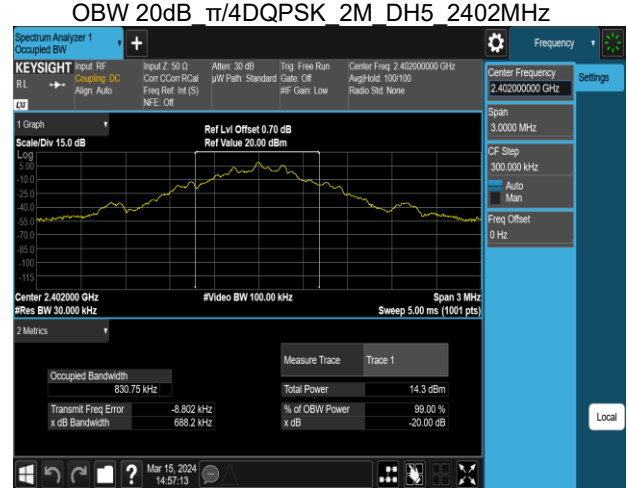 OBW 20dB_π/4DQPSK_2M_DH5_2402MHz
Spectrum Analyzer 1
Occupied BW
+
Frequency
KEYSIGHT
RL
LXI
Input: RF
Coupling: DC
Align: Auto
Input Z: 50 Ω
Corr CCorr RCal
Freq Ref: Int (S)
NFE: Off
Atten: 30 dB
µW Path: Standard
Trig: Free Run
Gate: Off
#IF Gain: Low
Center Freq: 2.402000000 GHz
Avg|Hold: 100/100
Radio Std: None
Center Frequency
2.402000000 GHz
Settings
Span
3.0000 MHz
CF Step
300.000 kHz
Auto
Man
Freq Offset
0 Hz
Local
1 Graph
Scale/Div 15.0 dB
Ref Lvl Offset 0.70 dB
Ref Value 20.00 dBm
Log
5.00
-10.0
-25.0
-40.0
-55.0
-70.0
-85.0
-100
-115
Center 2.402000 GHz
#Res BW 30.000 kHz
#Video BW 100.00 kHz
Span 3 MHz
Sweep 5.00 ms (1001 pts)
2 Metrics
Measure Trace Trace 1
Occupied Bandwidth
830.75 kHz
Total Power 14.3 dBm
Transmit Freq Error -8.802 kHz
% of OBW Power 99.00 %
x dB Bandwidth 688.2 kHz
x dB -20.00 dB
?
Mar 15, 2024
14:57:13